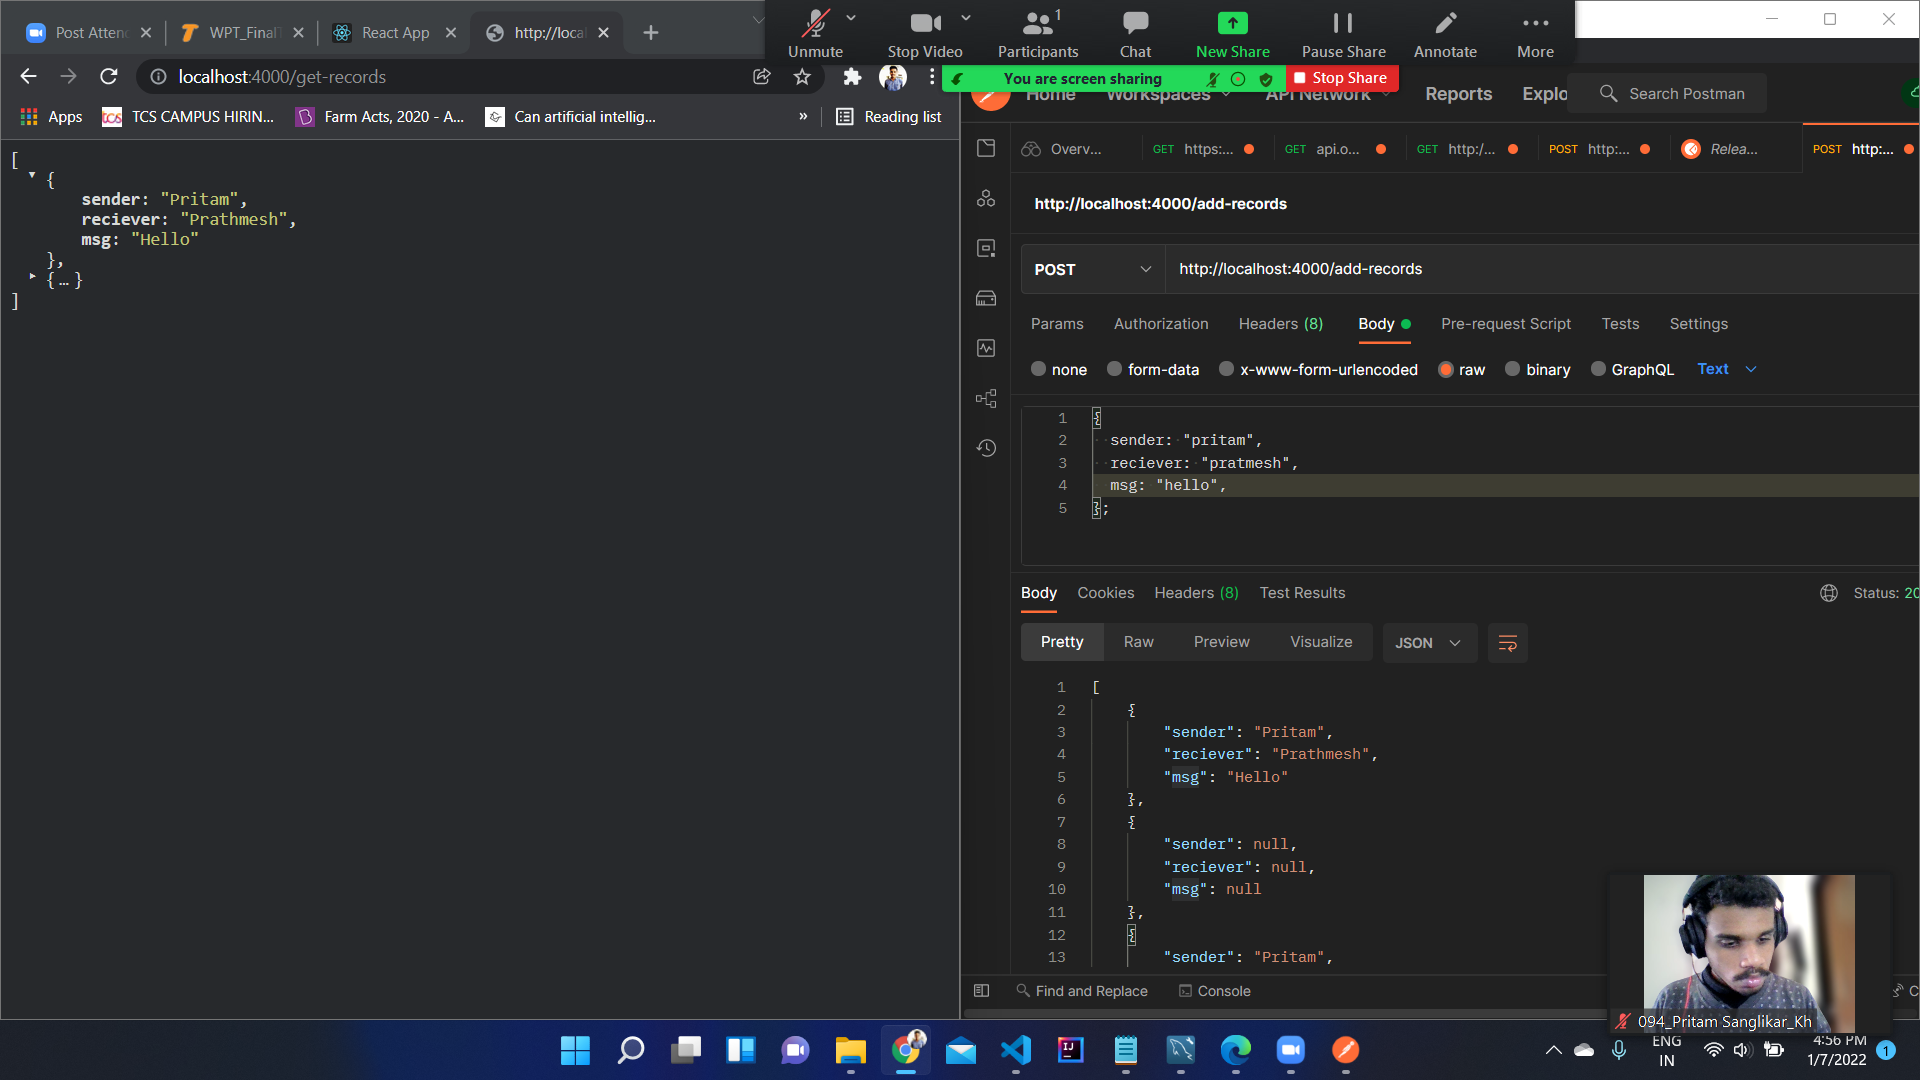 Post Attend
WPT_FinalT
React App
http://local
Unmute
Stop Video
Participants
1
Chat
New Share
Pause Share
Annotate
More
localhost:4000/get-records
You are screen sharing
Stop Share
Apps
TCS CAMPUS HIRIN...
Farm Acts, 2020 - A...
Can artificial intellig...
»
Reading list
[
{
sender: "Pritam",
reciever: "Prathmesh",
msg: "Hello"
},
{…}
]
Home
Workspaces
API Network
Reports
Explo
Search Postman
Overv...
GET https:...
GET api.o...
GET http:/...
POST http:...
Relea...
POST http:...
http://localhost:4000/add-records
POST
http://localhost:4000/add-records
Params
Authorization
Headers (8)
Body
Pre-request Script
Tests
Settings
none
form-data
x-www-form-urlencoded
raw
binary
GraphQL
Text
1 {
2 sender: "pritam",
3 reciever: "pratmesh",
4 msg: "hello",
5 };
Body
Cookies
Headers (8)
Test Results
Status: 20
Pretty
Raw
Preview
Visualize
JSON
1 [
2 {
3 "sender": "Pritam",
4 "reciever": "Prathmesh",
5 "msg": "Hello"
6 },
7 {
8 "sender": null,
9 "reciever": null,
10 "msg": null
11 },
12 {
13 "sender": "Pritam",
Find and Replace
Console
C
094_Pritam Sanglikar_Kh
ENG
IN
4:56 PM
1/7/2022
1